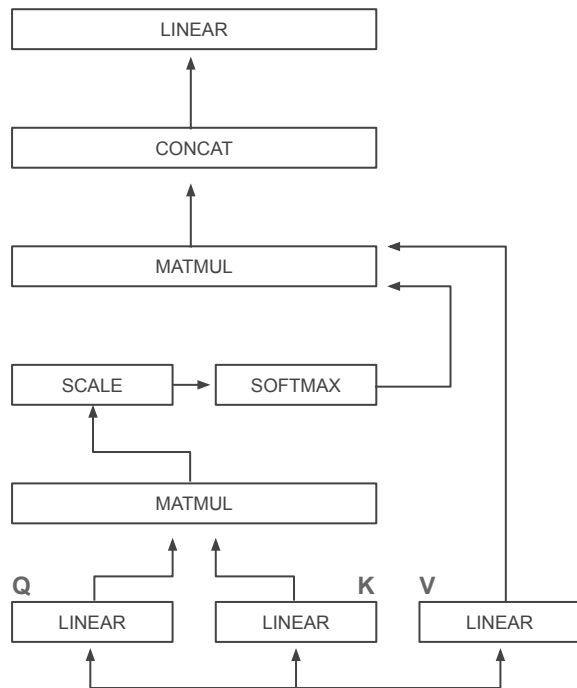 LINEAR
CONCAT
MATMUL
SCALE SOFTMAX
MATMUL
Q K V
LINEAR LINEAR LINEAR